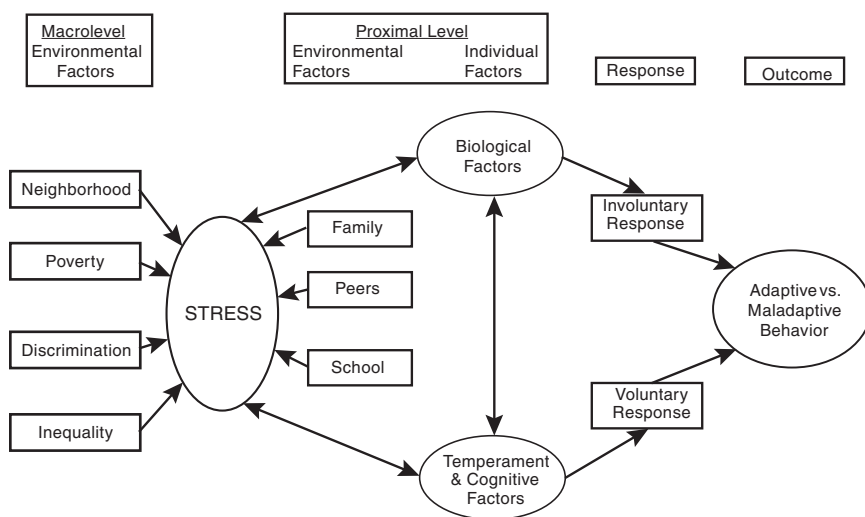 Macrolevel
Environmental
Factors
Proximal Level
Environmental Individual
Factors Factors
Response
Outcome
Biological
Factors
Neighborhood
Involuntary
Response
Family
Poverty
Peers
STRESS
Adaptive vs.
Maladaptive
Behavior
Discrimination
School
Voluntary
Response
Inequality
Temperament
& Cognitive
Factors